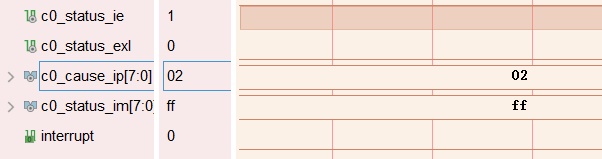 c0_status_ie 1
c0_status_exl 0
c0_cause_ip[7:0] 02 02
c0_status_im[7:0] ff ff
interrupt 0